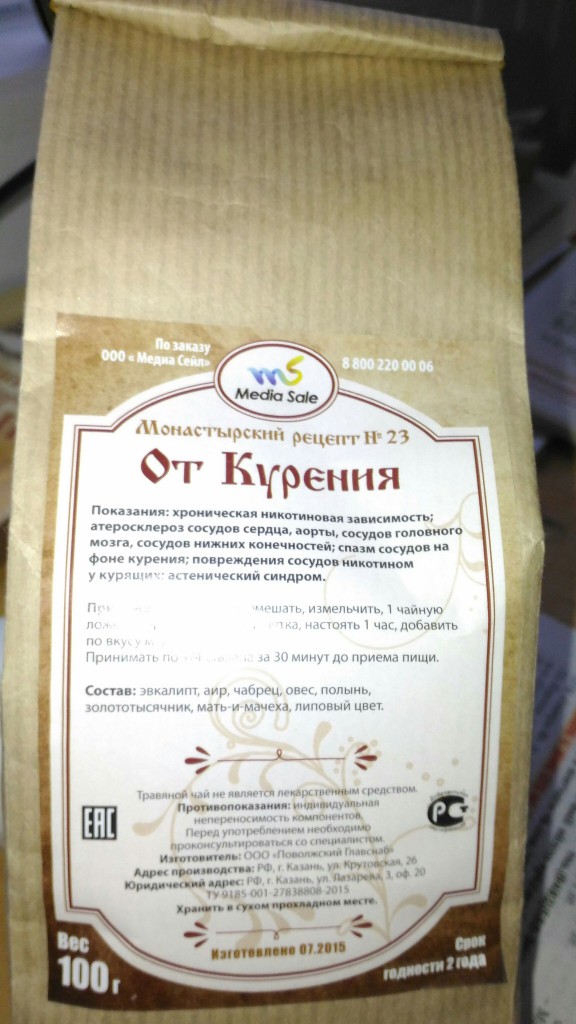 По заказу
ООО « Медиа Сейл»
ms
Media Sale
8 800 220 00 06
Монастырский рецепт № 23
От Курения
Показания: хроническая никотиновая зависимость;
атеросклероз сосудов сердца, аорты, сосудов головного
мозга, сосудов нижних конечностей; спазм сосудов на
фоне курения; повреждения сосудов никотином
у курящих; астенический синдром.
измельчить, 1 чайную
настоять 1 час, добавить
по вкусу
Принимать по за 30 минут до приема пищи.
Состав: эвкалипт, аир, чабрец, овес, полынь,
золототысячник, мать-и-мачеха, липовый цвет.
Травяной чай не является лекарственным средством.
Противопоказания: индивидуальная
непереносимость компонентов.
Перед употреблением необходимо
проконсультироваться со специалистом.
Изготовитель: ООО «Поволжский Главснаб»
Адрес производства: РФ, г. Казань, ул. Крутовская, 26
Юридический адрес: РФ, г. Казань, ул. Лазарева, 3, оф. 20
ТУ 9185-001-27838808-2015
Хранить в сухом прохладном месте.
ЕАС
РС
Изготовлено 07.2015
Вес
100 г
Срок
годности 2 года